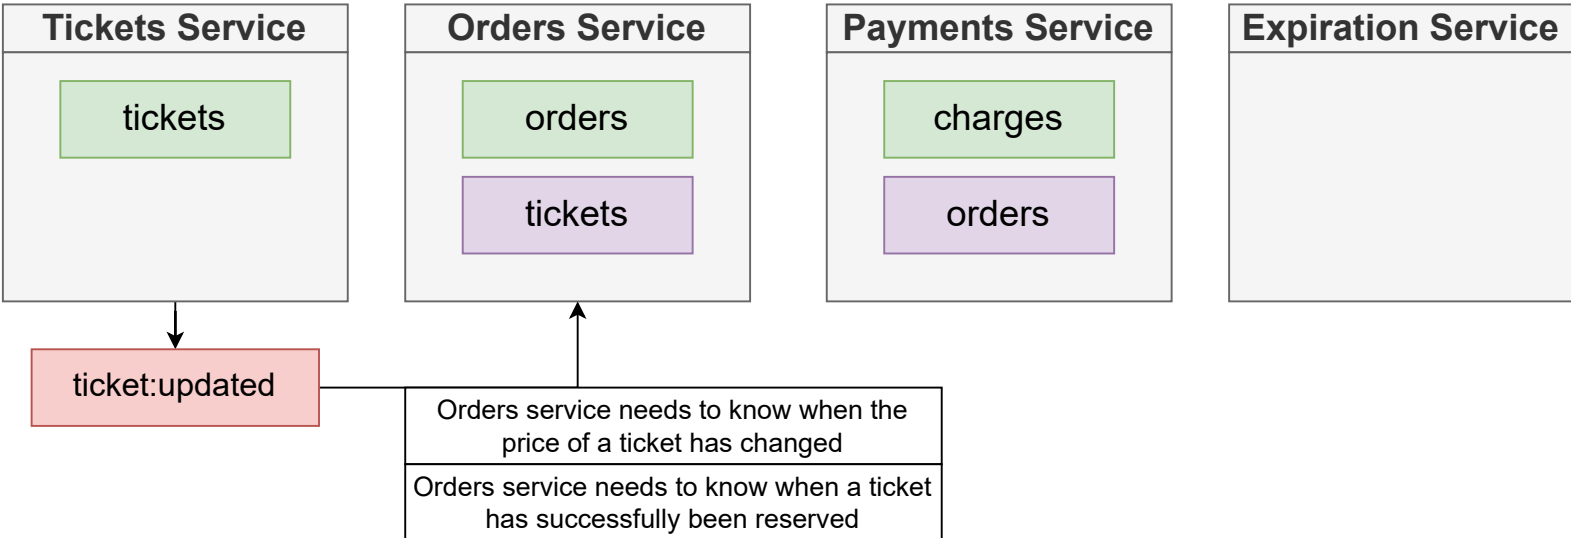 Tickets Service
Orders Service
Payments Service
Expiration Service
tickets
orders
charges
tickets
orders
ticket:updated
Orders service needs to know when the
price of a ticket has changed
Orders service needs to know when a ticket
has successfully been reserved